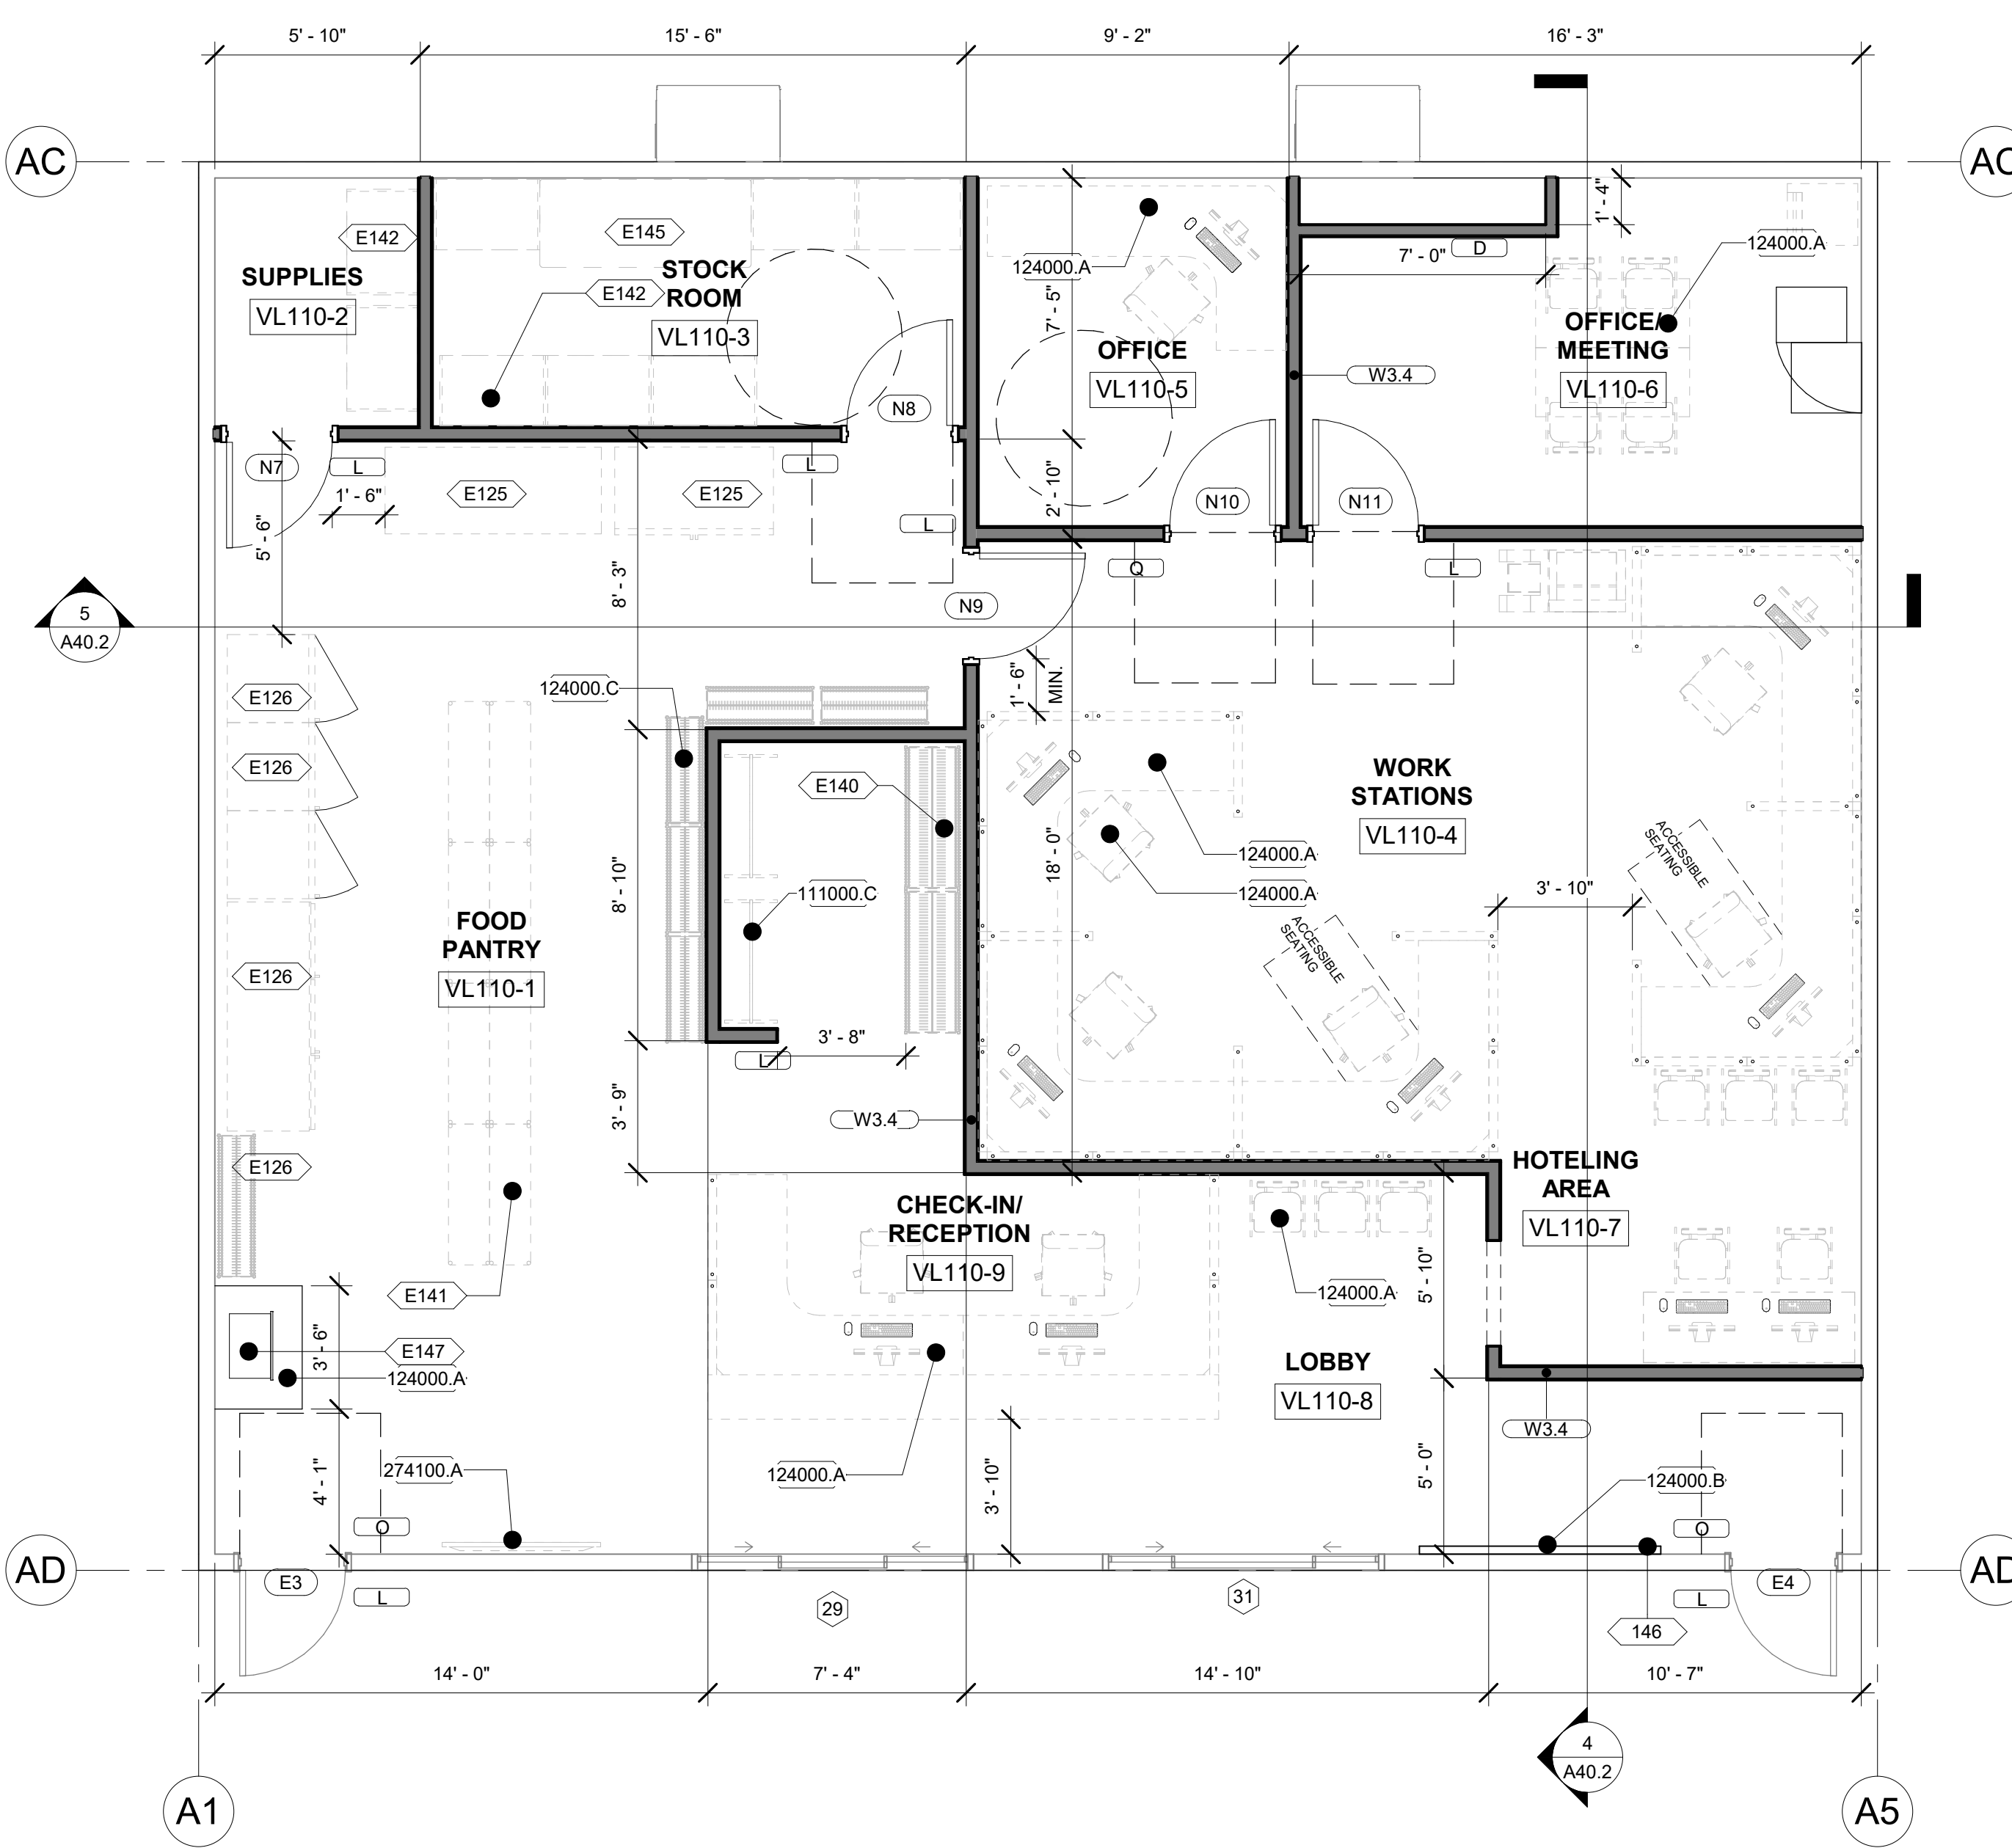 5' - 10"
15' - 6"
9' - 2"
16' - 3"
AC
AC
E142
E145
124000.A
1' - 4"
D
7' - 0"
124000.A
SUPPLIES
VL110-2
E142
STOCK
ROOM
VL110-3
7' - 5"
OFFICE
VL110-5
W3.4
OFFICE/
MEETING
VL110-6
N8
N7
L
L
1' - 6"
E125
E125
L
2' - 10"
N10
N11
5' - 6"
8' - 3"
Q
L
N9
5
A40.2
1' - 6"
MIN.
E126
124000.C
E126
E140
WORK
STATIONS
VL110-4
124000.A
124000.A
18' - 0"
8' - 10"
111000.C
ACCESSIBLE
SEATING
3' - 10"
ACCESSIBLE
SEATING
FOOD
PANTRY
VL110-1
E126
3' - 8"
L
3' - 9"
W3.4
E126
CHECK-IN/
RECEPTION
VL110-9
HOTELING
AREA
VL110-7
E141
124000.A
5' - 10"
3' - 6"
E147
124000.A
LOBBY
VL110-8
W3.4
274100.A
124000.A
4' - 1"
3' - 10"
5' - 0"
124000.B
Q
Q
AD
AD
E3
L
29
31
E4
L
146
14' - 0"
7' - 4"
14' - 10"
10' - 7"
4
A40.2
A1
A5